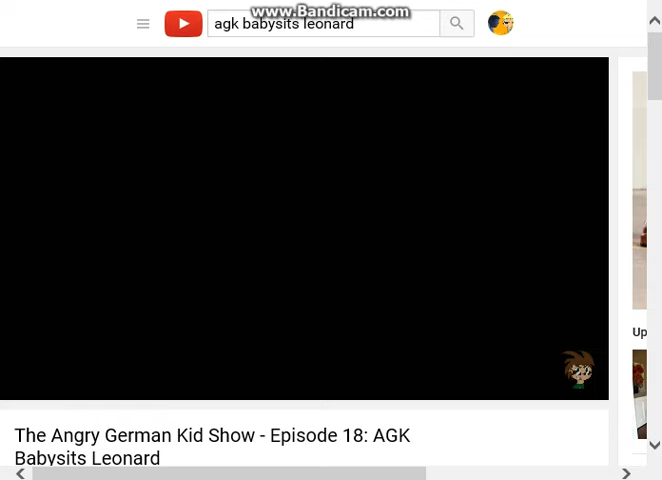 www.Bandicam.com
agk babysits leonard
Up
The Angry German Kid Show - Episode 18: AGK
Babysits Leonard